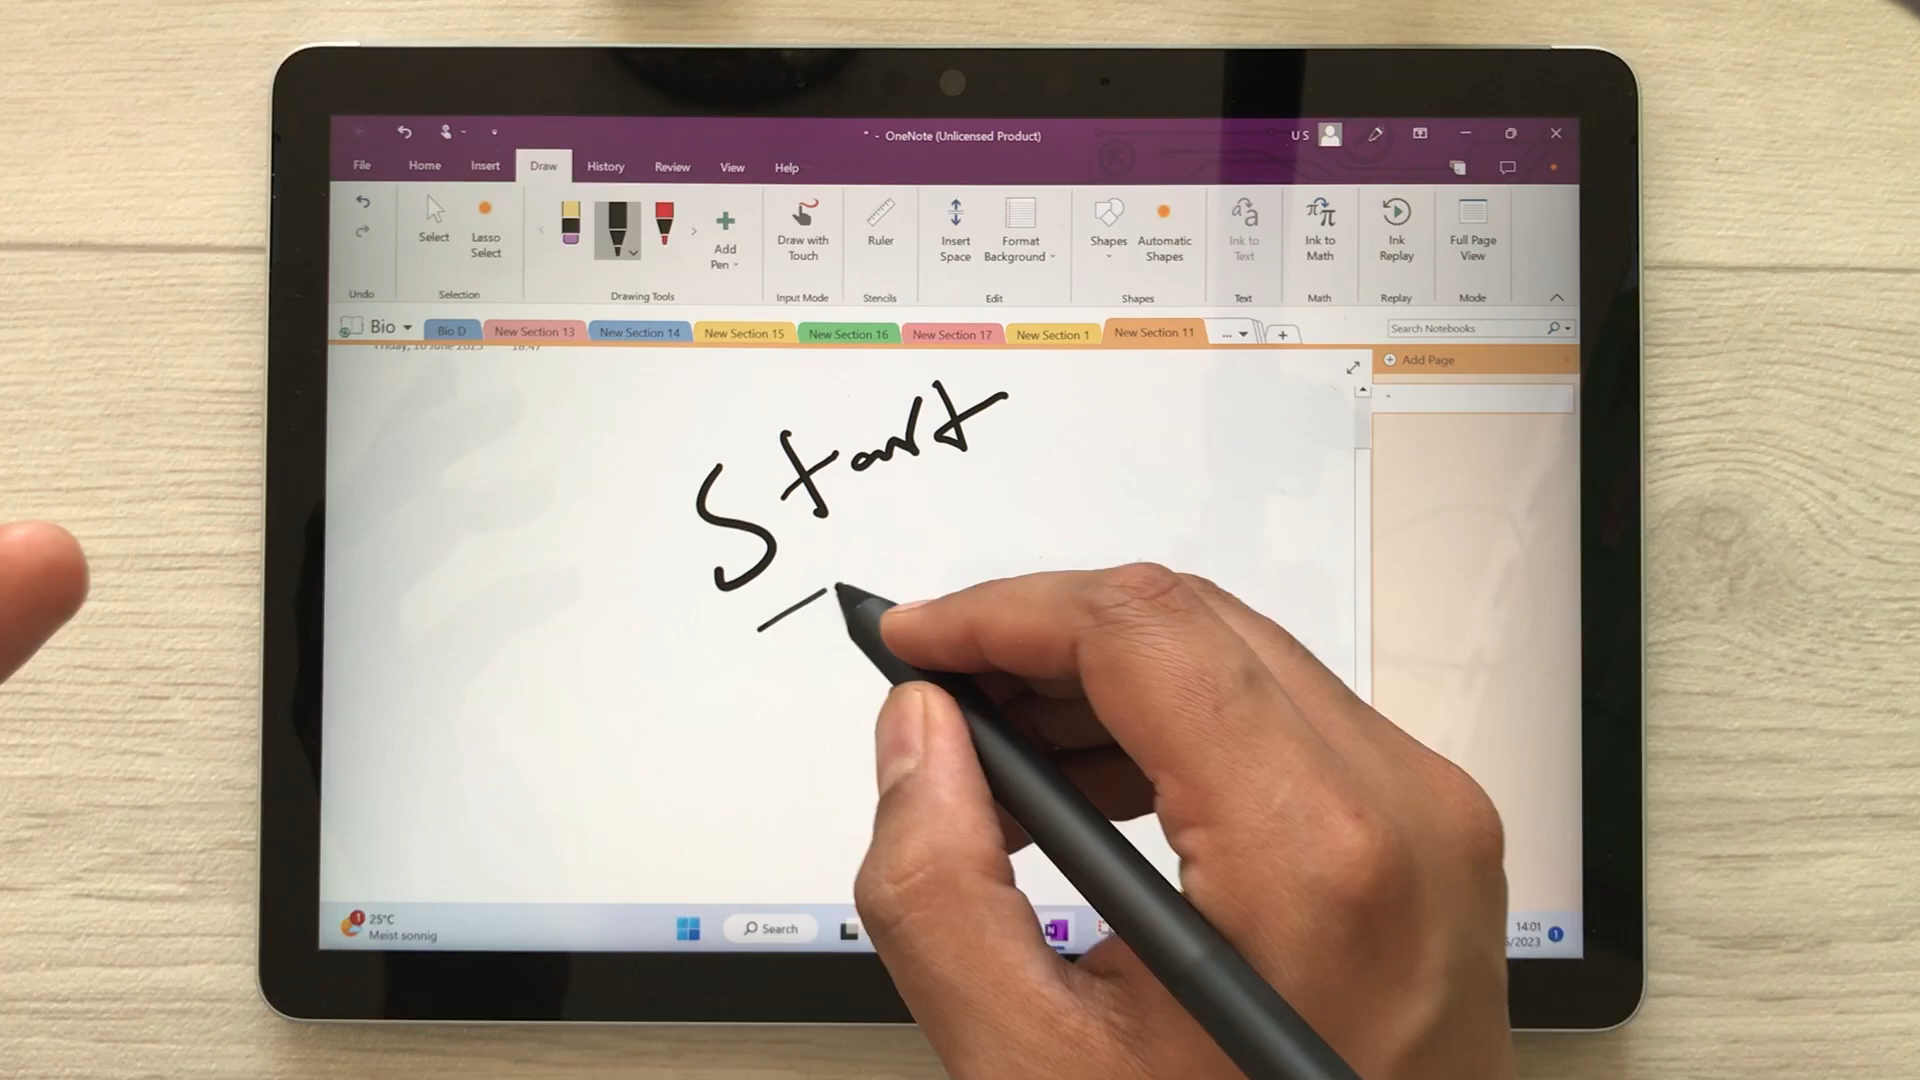 OneNote (Unlicensed Product)
U S
File Home Insert Draw History Review View Help
Select
Lasso Select
Add Pen
Draw with Touch
Ruler
Insert Space
Format Background
Shapes
Automatic Shapes
Ink to Text
Ink to Math
Ink Replay
Full Page View
Undo Selection Drawing Tools Input Mode Stencils Edit Shapes Text Math Replay Mode
Bio Bio D New Section 13 New Section 14 New Section 15 New Section 16 New Section 17 New Section 1 New Section 11 ... + Search Notebooks
Add Page
Start
1 25°C
Meist sonnig
Search
14:01
/2023
1